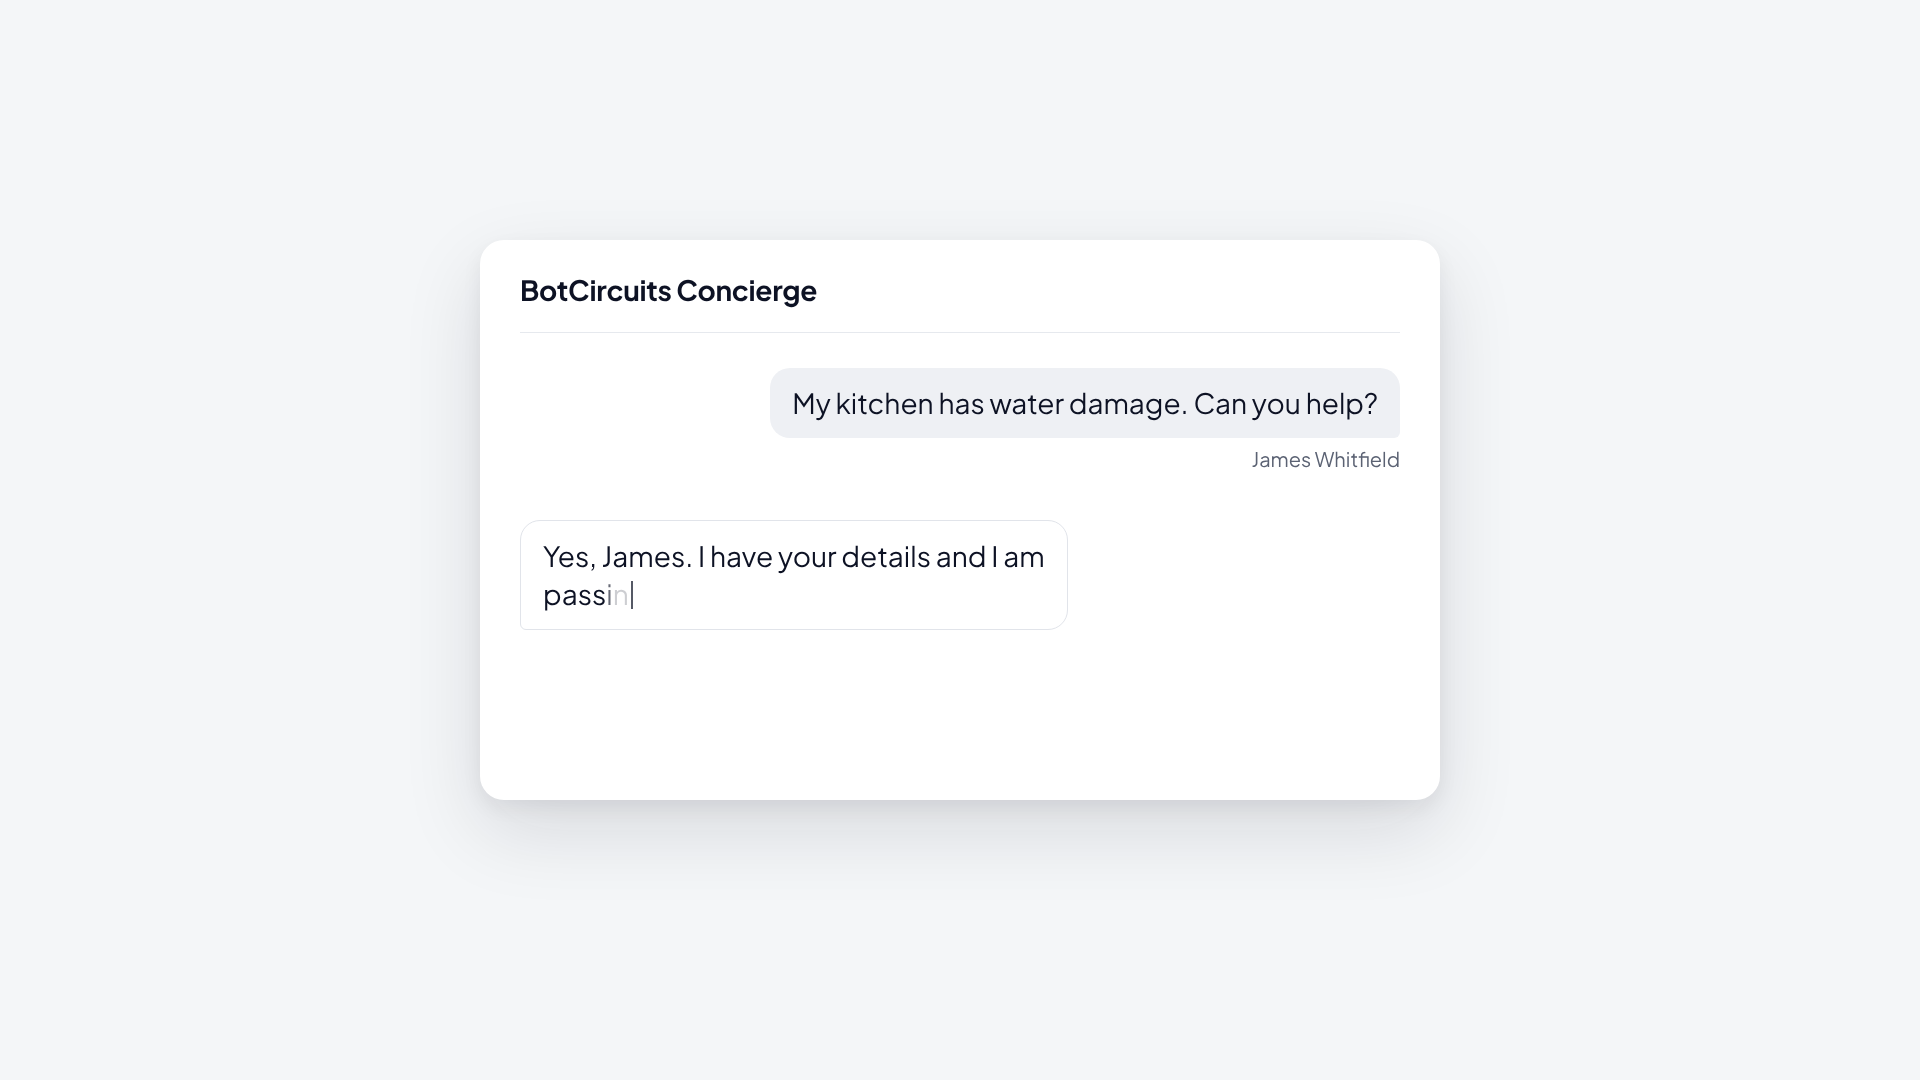 BotCircuits Concierge
My kitchen has water damage. Can you help?
James Whitfield
Yes, James. I have your details and I am
passin